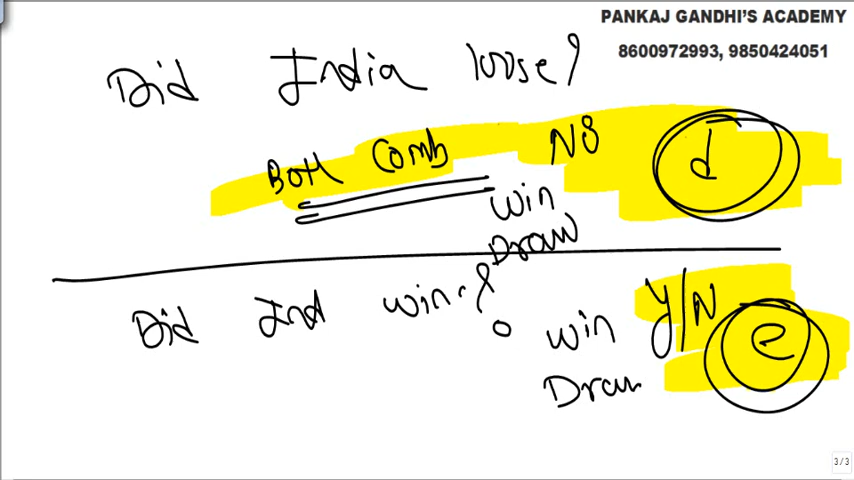 PANKAJ GANDHI'S ACADEMY
8600972993, 9850424051
Did India loose?
Both Comb NO d
Win
Draw
Did Ind win? Y/N
o Win e
Draw
3/3